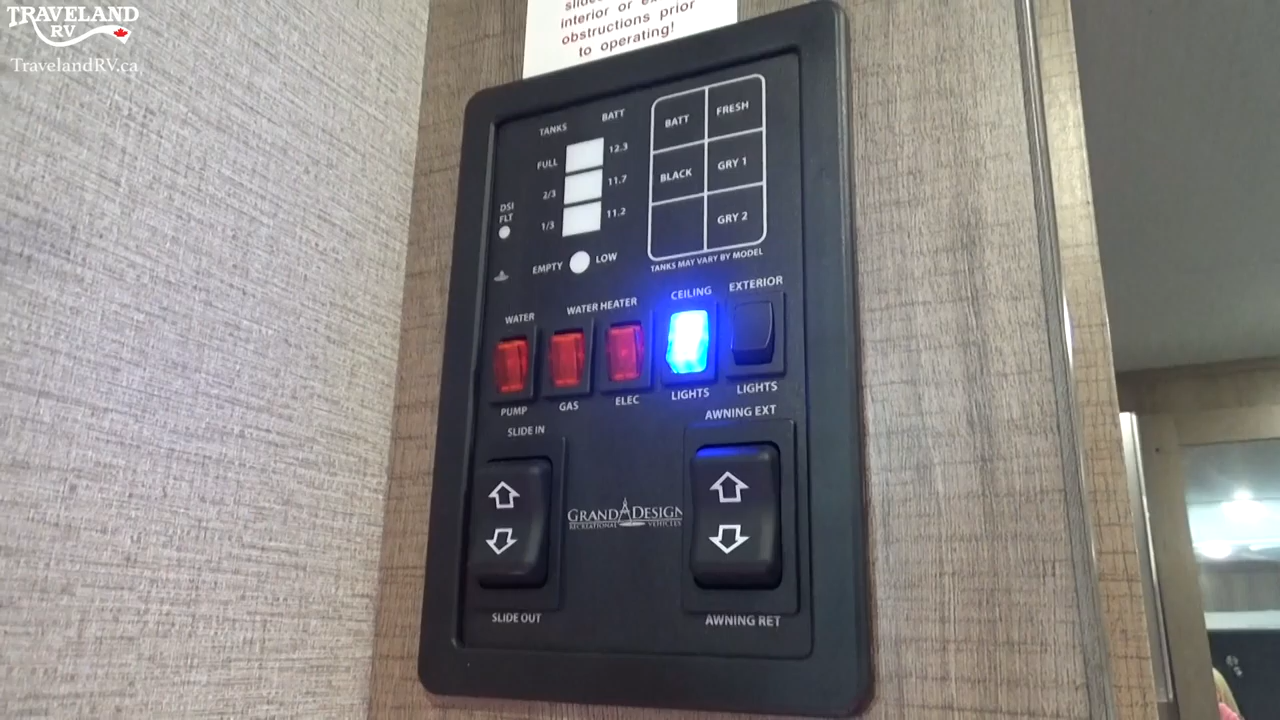 TRAVELAND
RV
TravelandRV.ca
interior or
obstructions prior
to operating!
TANKS BATT
FULL 12.3
2/3 11.7
1/3 11.2
EMPTY LOW
DSI
FLT
BATT FRESH
BLACK GRY 1
GRY 2
TANKS MAY VARY BY MODEL
WATER WATER HEATER CEILING EXTERIOR
PUMP GAS ELEC LIGHTS LIGHTS
SLIDE IN AWNING EXT
GRAND DESIGN
RECREATIONAL VEHICLES
SLIDE OUT AWNING RET